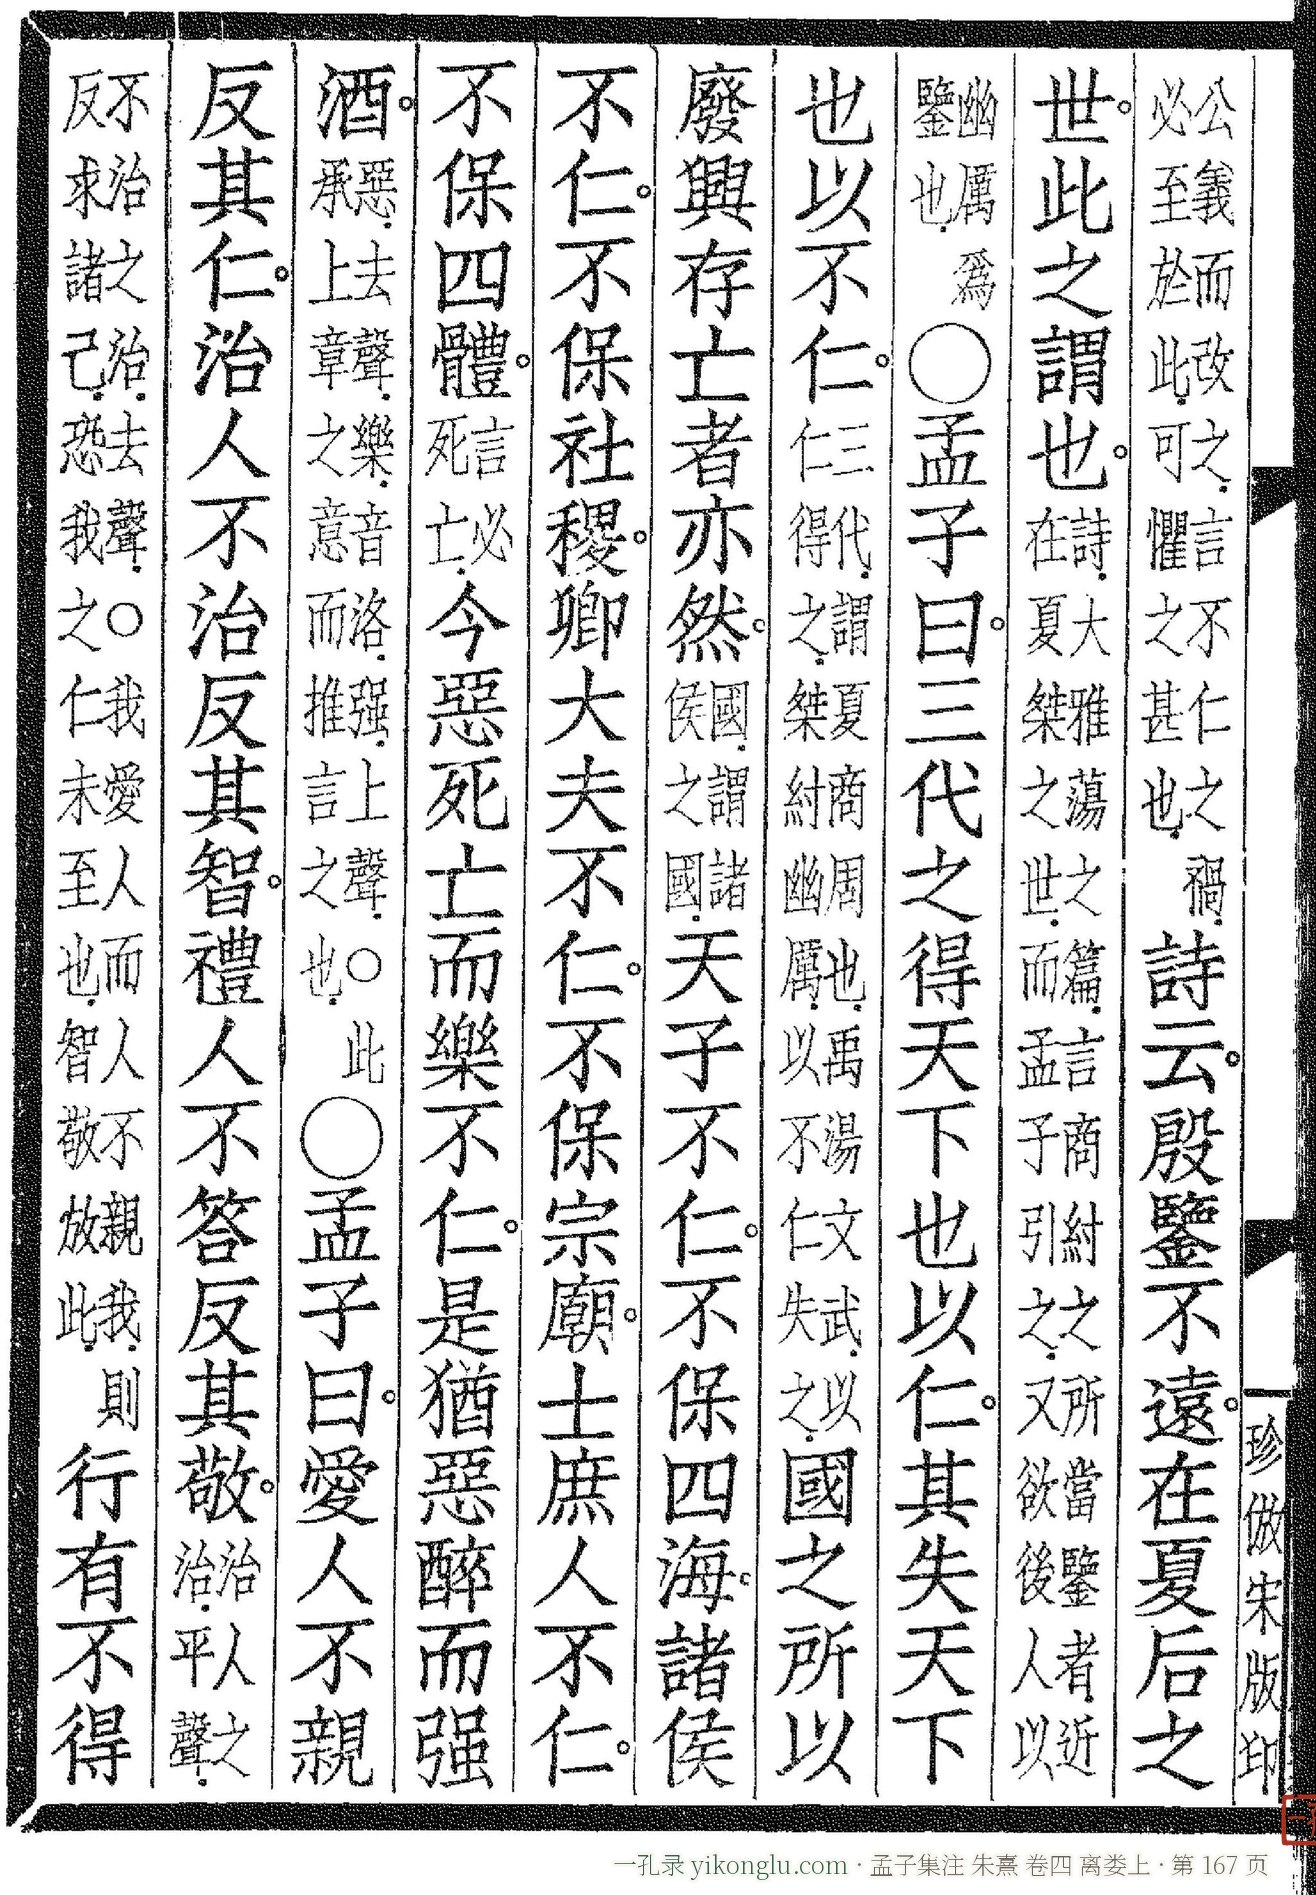 珍倣宋版印
公義而改之。言不仁之禍。必至於此。可懼之甚也。詩云。殷鑒不遠。在夏后之
世。此之謂也。詩。大雅蕩之篇。言商紂之所當鑒者。近在夏桀之世。而孟子引之。又欲後人以
幽厲爲鑒也。○孟子曰。三代之得天下也以仁。其失天下
也以不仁。三代。謂夏商周也。禹湯文武。以仁得之。桀紂幽厲。以不仁失之。國之所以
廢興存亡者亦然。國。謂諸侯之國。天子不仁。不保四海。諸侯
不仁。不保社稷。卿大夫不仁。不保宗廟。士庶人不仁。
不保四體。言必死亡。今惡死亡而樂不仁。是猶惡醉而强
酒。惡。去聲。樂。音洛。强。上聲。○此承上章之意而推言之也。○孟子曰。愛人不親
反其仁。治人不治反其智。禮人不答反其敬。治人之治。平聲。
不治之治。去聲。○我愛人而人不親我。則反求諸己。恐我之仁未至也。智敬放此。行有不得
一孔录 yikonglu.com · 孟子集注 朱熹 卷四 离娄上 · 第 167 页